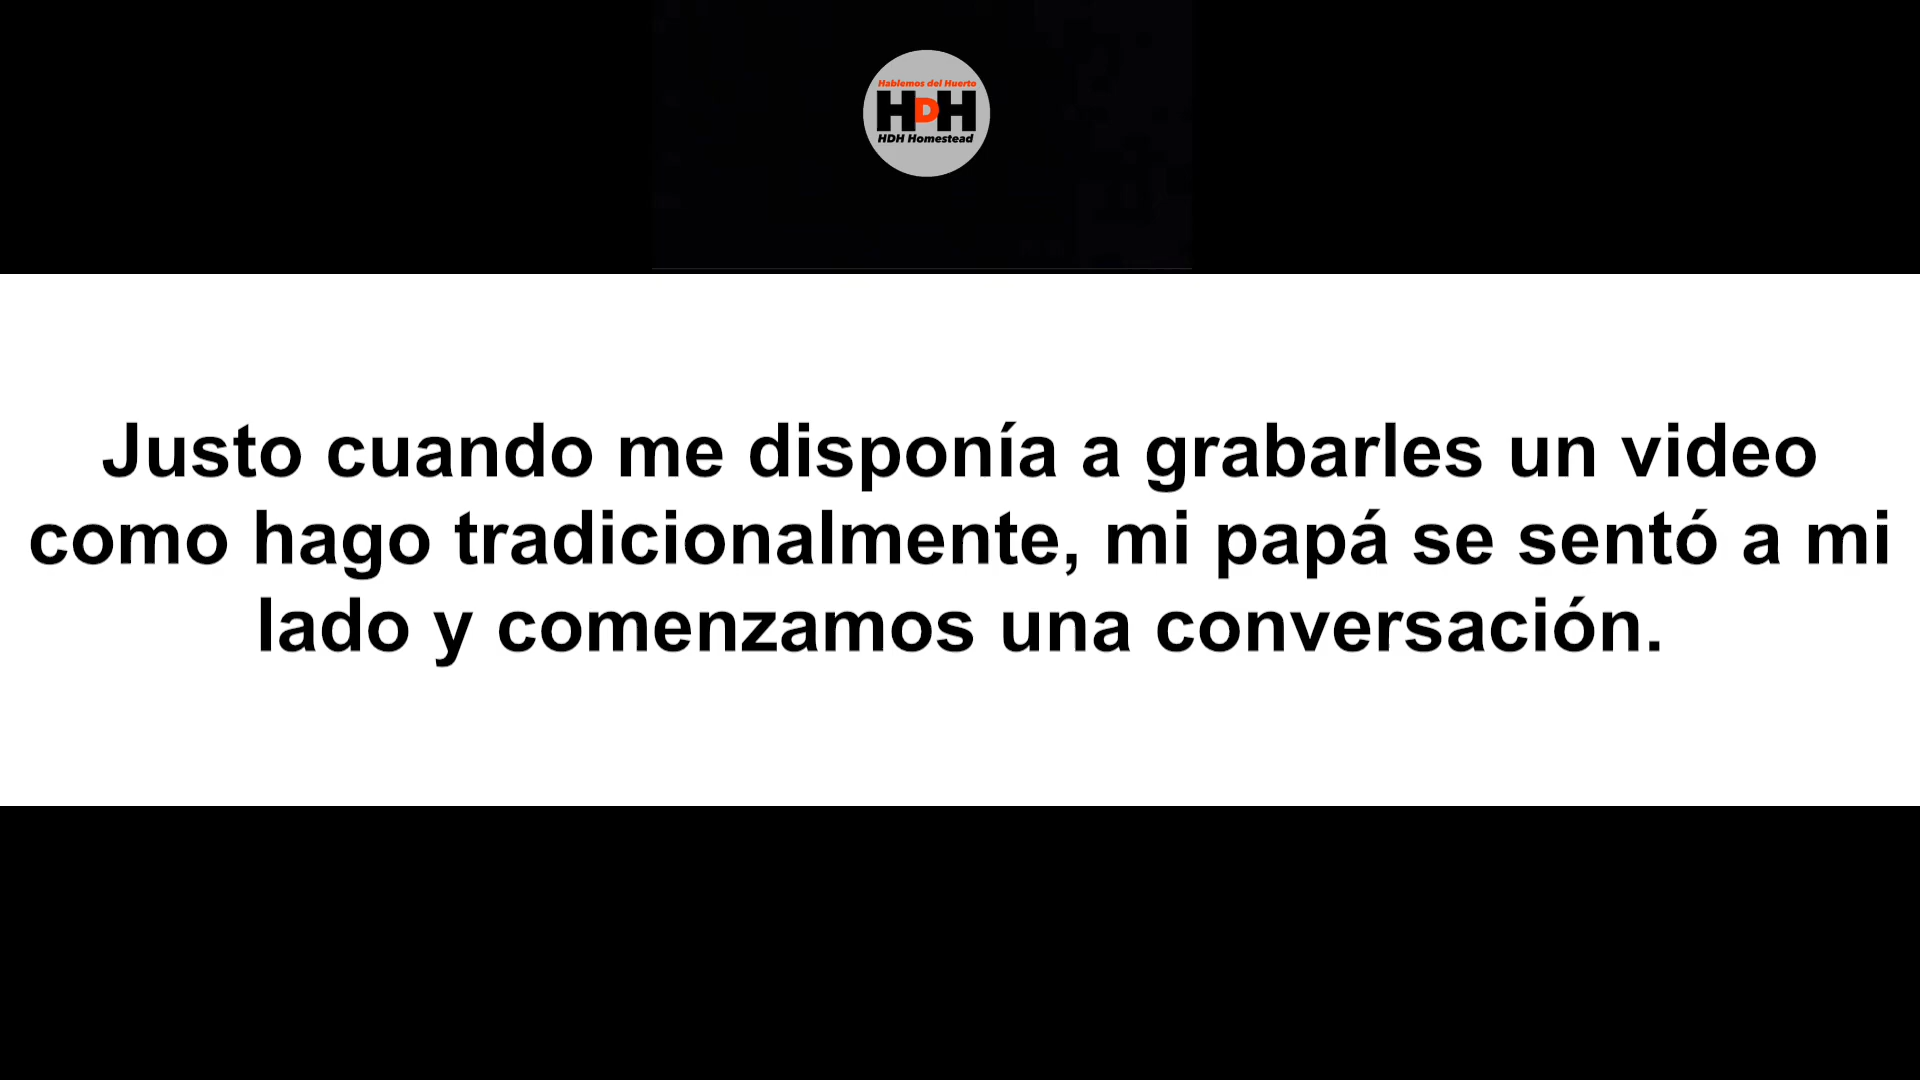 Hablemos del Huerto
HDH
HDH Homestead
Justo cuando me disponía a grabarles un video
como hago tradicionalmente, mi papá se sentó a mi
lado y comenzamos una conversación.